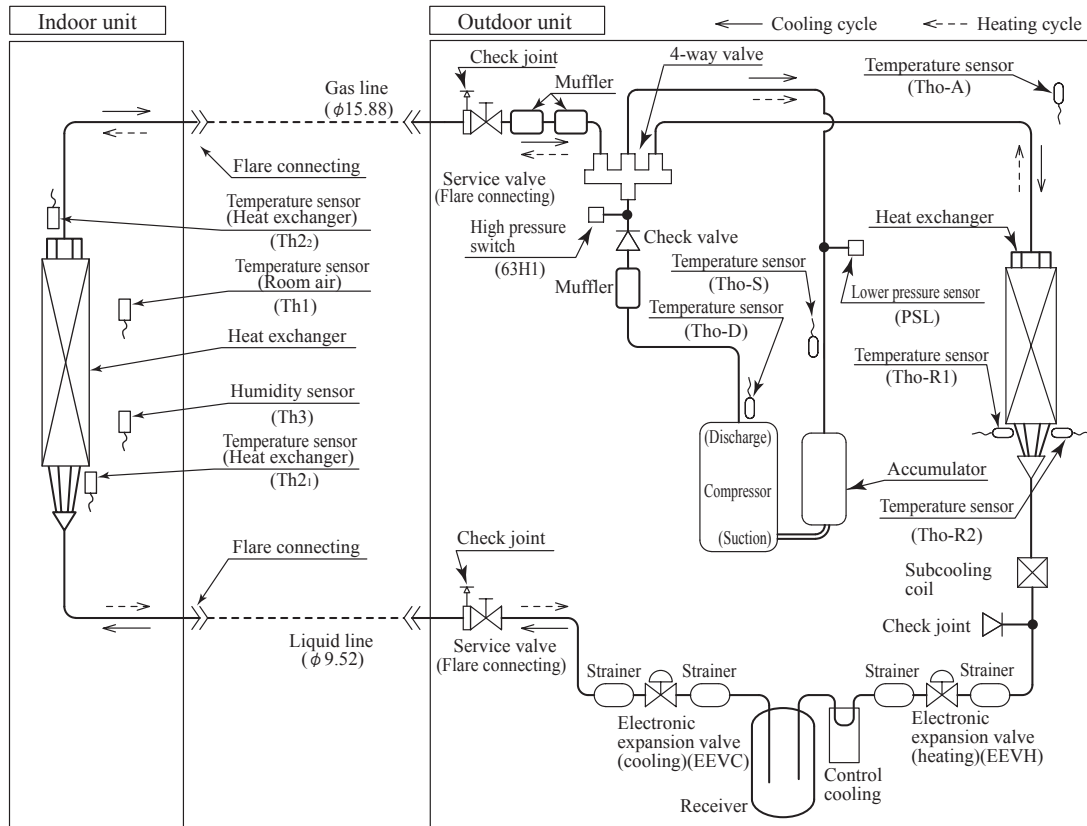 Indoor unit
Outdoor unit
Cooling cycle
Heating cycle
Gas line
(φ15.88)
Flare connecting
Temperature sensor
(Heat exchanger)
(Th2₂)
Temperature sensor
(Room air)
(Th1)
Heat exchanger
Humidity sensor
(Th3)
Temperature sensor
(Heat exchanger)
(Th2₁)
Flare connecting
Liquid line
(φ9.52)
Check joint
Muffler
4-way valve
Temperature sensor
(Tho-A)
Service valve
(Flare connecting)
High pressure
switch
(63H1)
Check valve
Muffler
Temperature sensor
(Tho-S)
Temperature sensor
(Tho-D)
Heat exchanger
Lower pressure sensor
(PSL)
Temperature sensor
(Tho-R1)
(Discharge)
Compressor
(Suction)
Accumulator
Temperature sensor
(Tho-R2)
Check joint
Service valve
(Flare connecting)
Subcooling
coil
Check joint
Strainer
Strainer
Strainer
Strainer
Electronic
expansion valve
(cooling)(EEVC)
Receiver
Control
cooling
Electronic
expansion valve
(heating)(EEVH)